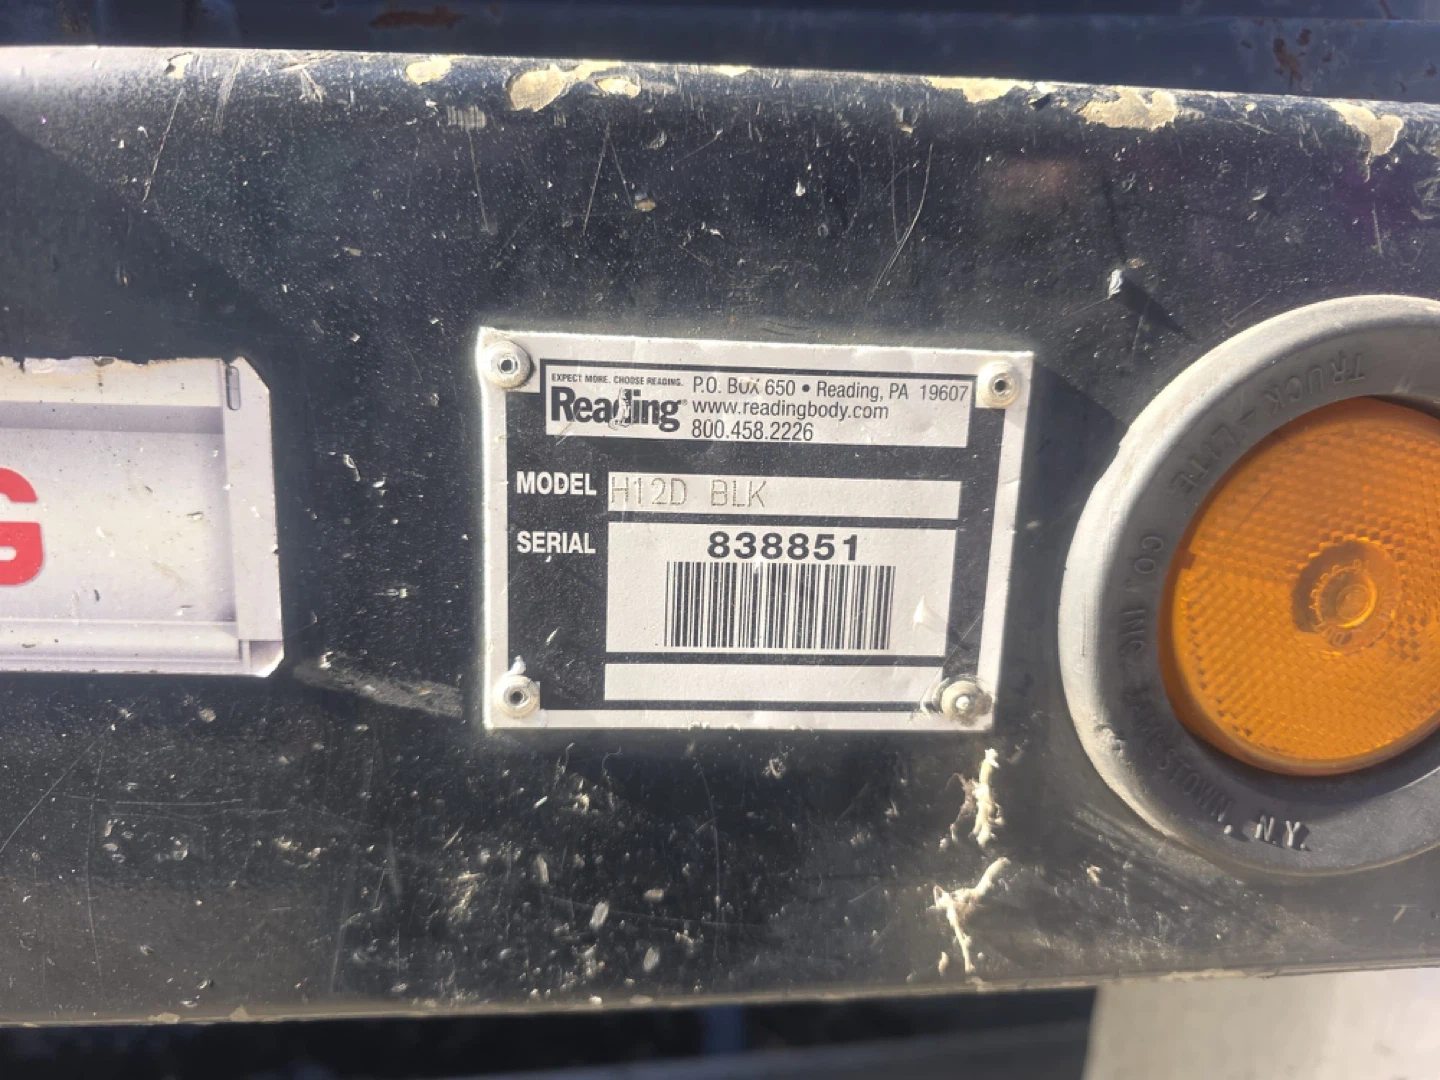 G
EXPECT MORE. CHOOSE READING.
Reading®
P.O. Box 650 • Reading, PA 19607
www.readingbody.com
800.458.2226
MODEL H12D BLK
SERIAL 838851
TRUCK-LITE CO., INC. JAMESTOWN, N.Y.